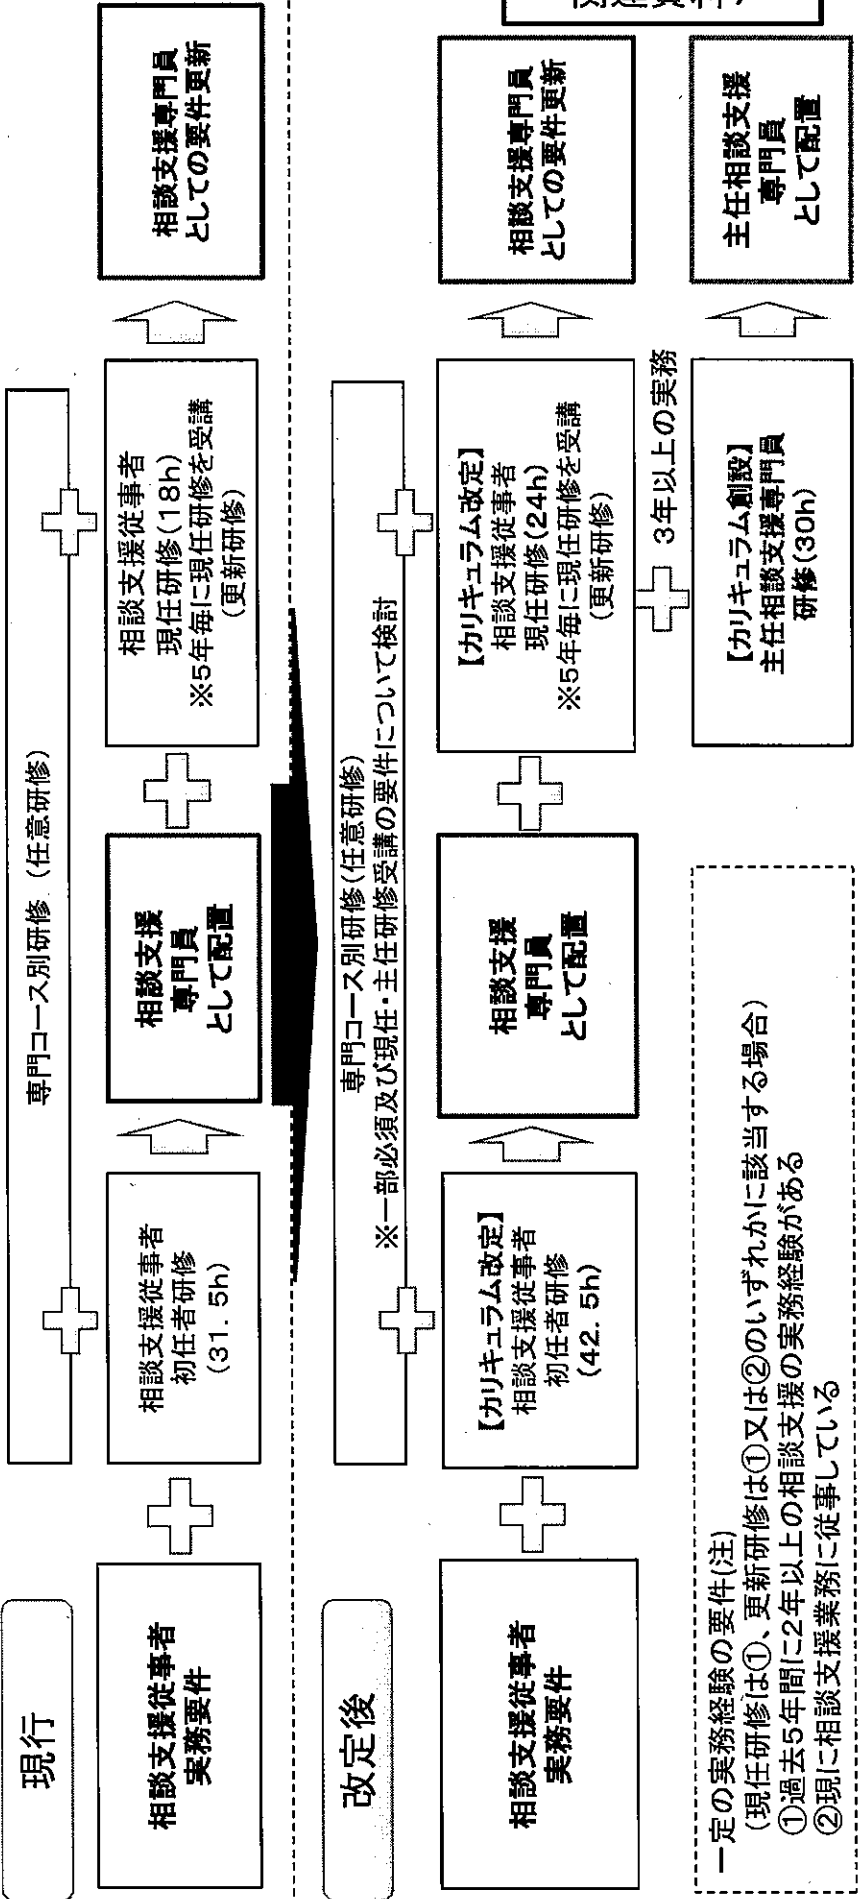 現行
専門コース別研修 (任意研修)
相談支援従事者
実務要件
相談支援従事者
初任者研修
(31. 5h)
相談支援
専門員
として配置
相談支援従事者
現任研修(18h)
※5年毎に現任研修を受講
(更新研修)
相談支援専門員
としての要件更新
改定後
専門コース別研修(任意研修)
※一部必須及び現任・主任研修受講の要件について検討
相談支援従事者
実務要件
【カリキュラム改定】
相談支援従事者
初任者研修
(42. 5h)
相談支援
専門員
として配置
【カリキュラム改定】
相談支援従事者
現任研修(24h)
※5年毎に現任研修を受講
(更新研修)
相談支援専門員
としての要件更新
3年以上の実務
【カリキュラム創設】
主任相談支援専門員
研修(30h)
主任相談支援
専門員
として配置
一定の実務経験の要件(注)
(現任研修は①、更新研修は①又は②のいずれかに該当する場合)
①過去5年間に2年以上の相談支援の実務経験がある
②現に相談支援業務に従事している
関連資料7